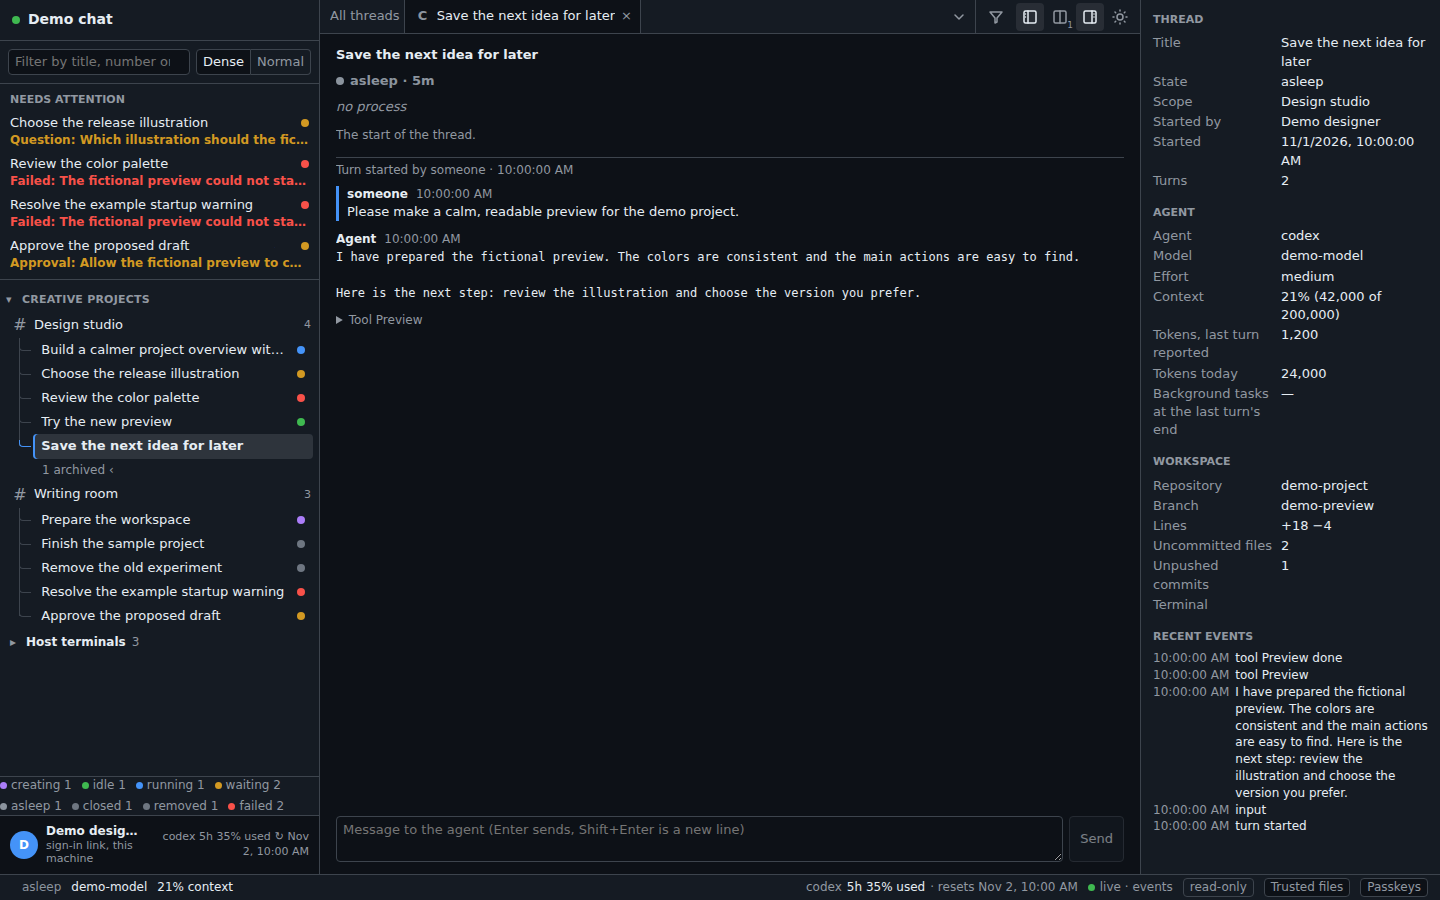 Demo chat
Filter by title, number or
Dense
Normal
NEEDS ATTENTION
Choose the release illustration
Question: Which illustration should the fic…
Review the color palette
Failed: The fictional preview could not sta…
Resolve the example startup warning
Failed: The fictional preview could not sta…
Approve the proposed draft
Approval: Allow the fictional preview to c…
CREATIVE PROJECTS
# Design studio 4
Build a calmer project overview wit…
Choose the release illustration
Review the color palette
Try the new preview
Save the next idea for later
1 archived ‹
# Writing room 3
Prepare the workspace
Finish the sample project
Remove the old experiment
Resolve the example startup warning
Approve the proposed draft
Host terminals 3
creating 1 idle 1 running 1 waiting 2
asleep 1 closed 1 removed 1 failed 2
D
Demo desig…
sign-in link, this
machine
codex 5h 35% used ↻ Nov
2, 10:00 AM
All threads
C Save the next idea for later ×
1
Save the next idea for later
asleep · 5m
no process
The start of the thread.
Turn started by someone · 10:00:00 AM
someone 10:00:00 AM
Please make a calm, readable preview for the demo project.
Agent 10:00:00 AM
I have prepared the fictional preview. The colors are consistent and the main actions are easy to find.
Here is the next step: review the illustration and choose the version you prefer.
Tool Preview
Message to the agent (Enter sends, Shift+Enter is a new line)
Send
THREAD
Title Save the next idea for
later
State asleep
Scope Design studio
Started by Demo designer
Started 11/1/2026, 10:00:00
AM
Turns 2
AGENT
Agent codex
Model demo-model
Effort medium
Context 21% (42,000 of
200,000)
Tokens, last turn 1,200
reported
Tokens today 24,000
Background tasks —
at the last turn's
end
WORKSPACE
Repository demo-project
Branch demo-preview
Lines +18 −4
Uncommitted files 2
Unpushed 1
commits
Terminal
RECENT EVENTS
10:00:00 AM tool Preview done
10:00:00 AM tool Preview
10:00:00 AM I have prepared the fictional
preview. The colors are
consistent and the main actions
are easy to find. Here is the
next step: review the
illustration and choose the
version you prefer.
10:00:00 AM input
10:00:00 AM turn started
asleep demo-model 21% context
codex 5h 35% used · resets Nov 2, 10:00 AM
live · events
read-only
Trusted files
Passkeys